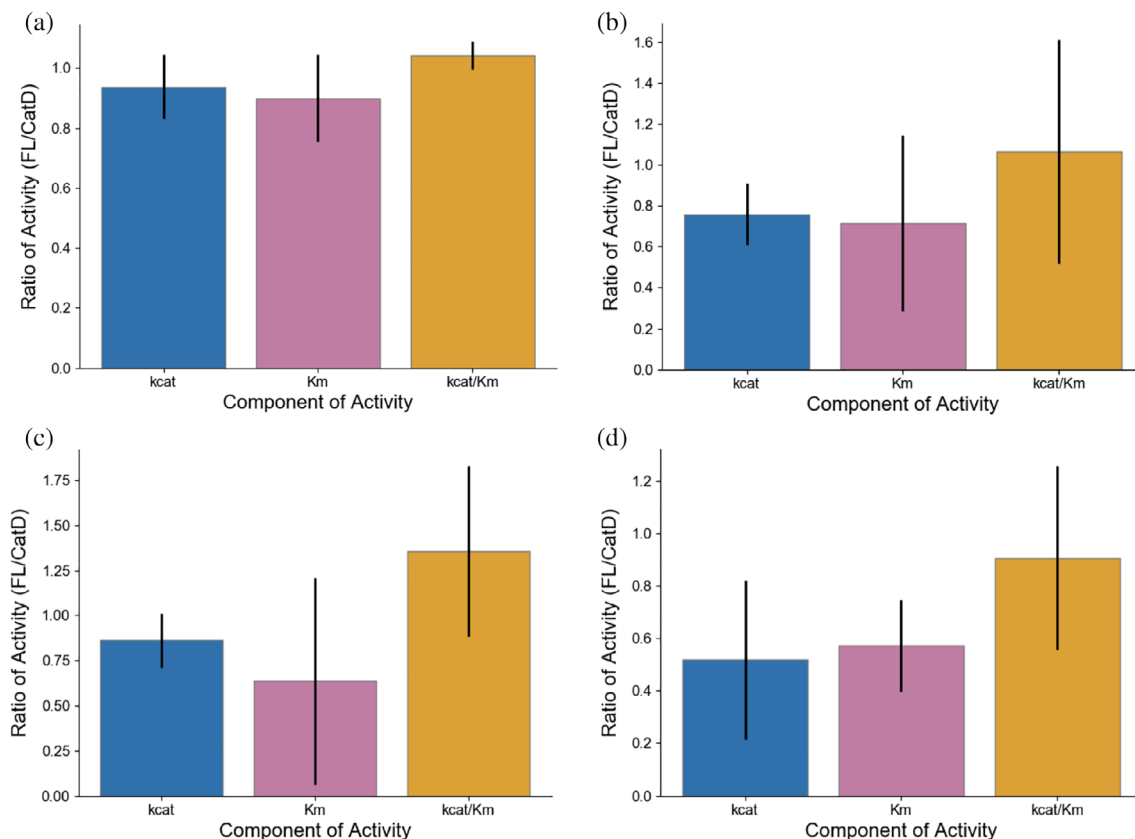 (a)
Ratio of Activity (FL/CatD)
1.0
0.8
0.6
0.4
0.2
0.0
kcat Km kcat/Km
Component of Activity
(b)
Ratio of Activity (FL/CatD)
1.6
1.4
1.2
1.0
0.8
0.6
0.4
0.2
0.0
kcat Km kcat/Km
Component of Activity
(c)
Ratio of Activity (FL/CatD)
1.75
1.50
1.25
1.00
0.75
0.50
0.25
0.00
kcat Km kcat/Km
Component of Activity
(d)
Ratio of Activity (FL/CatD)
1.2
1.0
0.8
0.6
0.4
0.2
0.0
kcat Km kcat/Km
Component of Activity